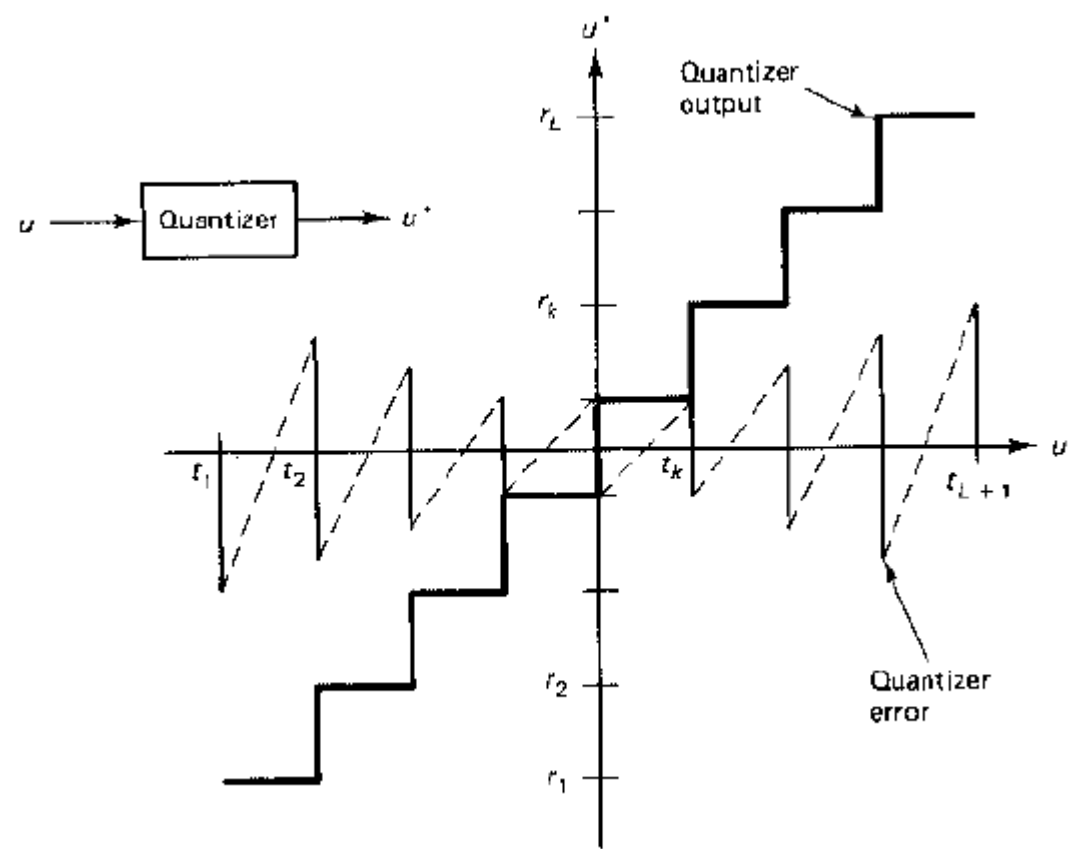 u*
Quantizer
output
r_L
u
Quantizer
u*
r_k
t_1
t_2
t_k
u
t_{L+1}
r_2
Quantizer
error
r_1